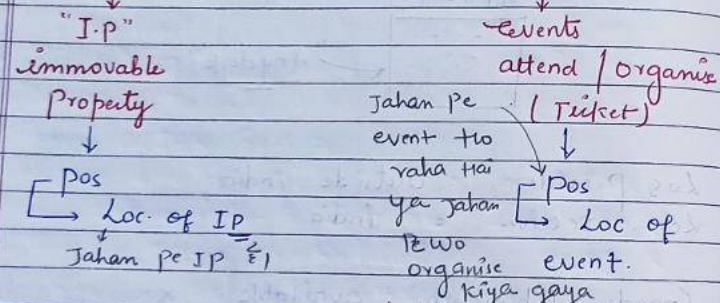 "I.P"
immovable
Property
↓
POS
→ Loc. of IP
↓
Jahan pe IP है।
events
attend / organise
(Ticket)
↓
Jahan Pe
event Ho
raha Hai
ya Jahan
Pe wo
organise
kiya gaya
POS
→ Loc of
event.